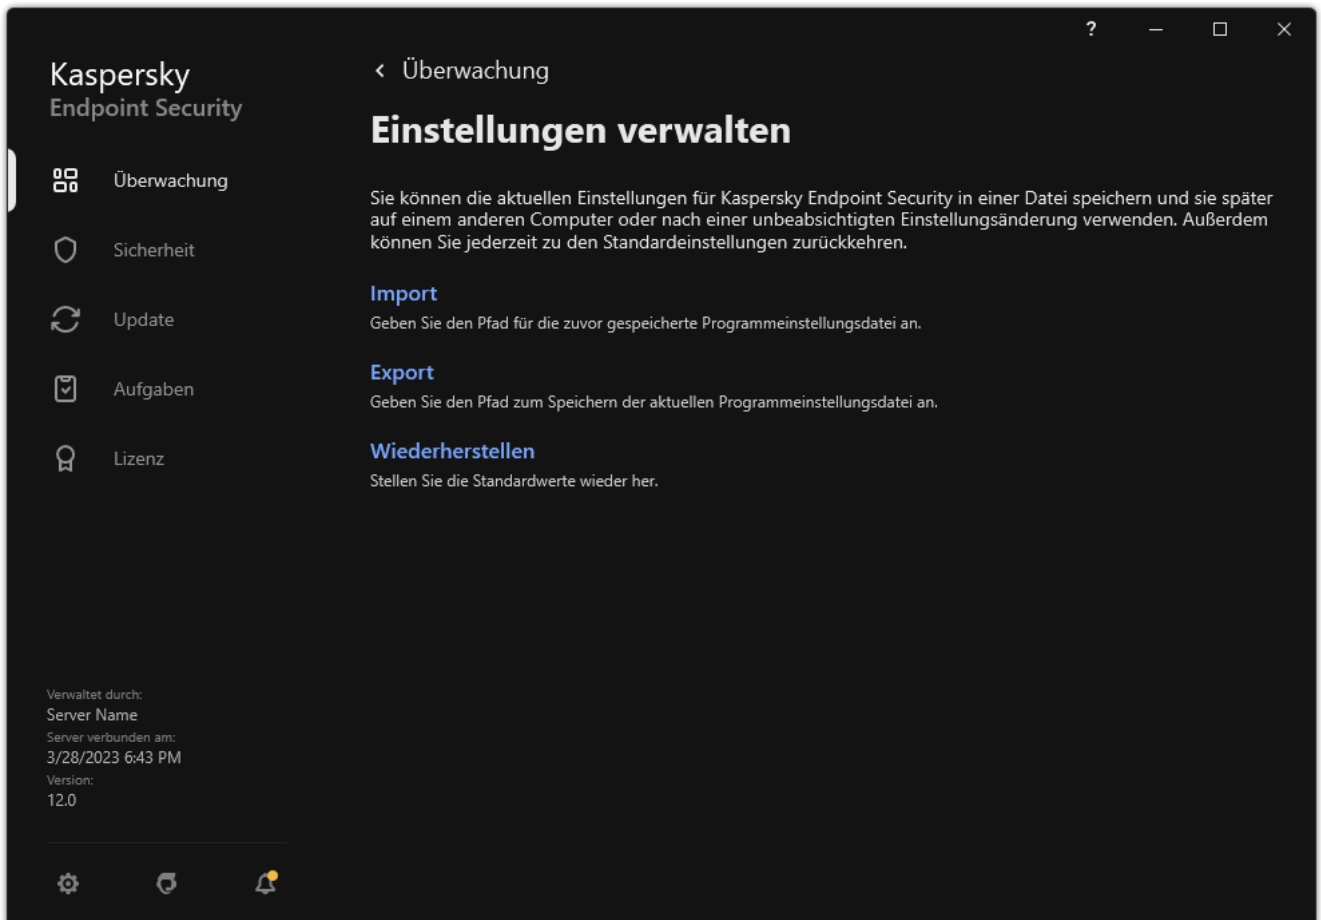 ?
Kaspersky
Endpoint Security
Überwachung
Sicherheit
Update
Aufgaben
Lizenz
Verwaltet durch:
Server Name
Server verbunden am:
3/28/2023 6:43 PM
Version:
12.0
Überwachung
Einstellungen verwalten
Sie können die aktuellen Einstellungen für Kaspersky Endpoint Security in einer Datei speichern und sie später
auf einem anderen Computer oder nach einer unbeabsichtigten Einstellungsänderung verwenden. Außerdem
können Sie jederzeit zu den Standardeinstellungen zurückkehren.
Import
Geben Sie den Pfad für die zuvor gespeicherte Programmeinstellungsdatei an.
Export
Geben Sie den Pfad zum Speichern der aktuellen Programmeinstellungsdatei an.
Wiederherstellen
Stellen Sie die Standardwerte wieder her.